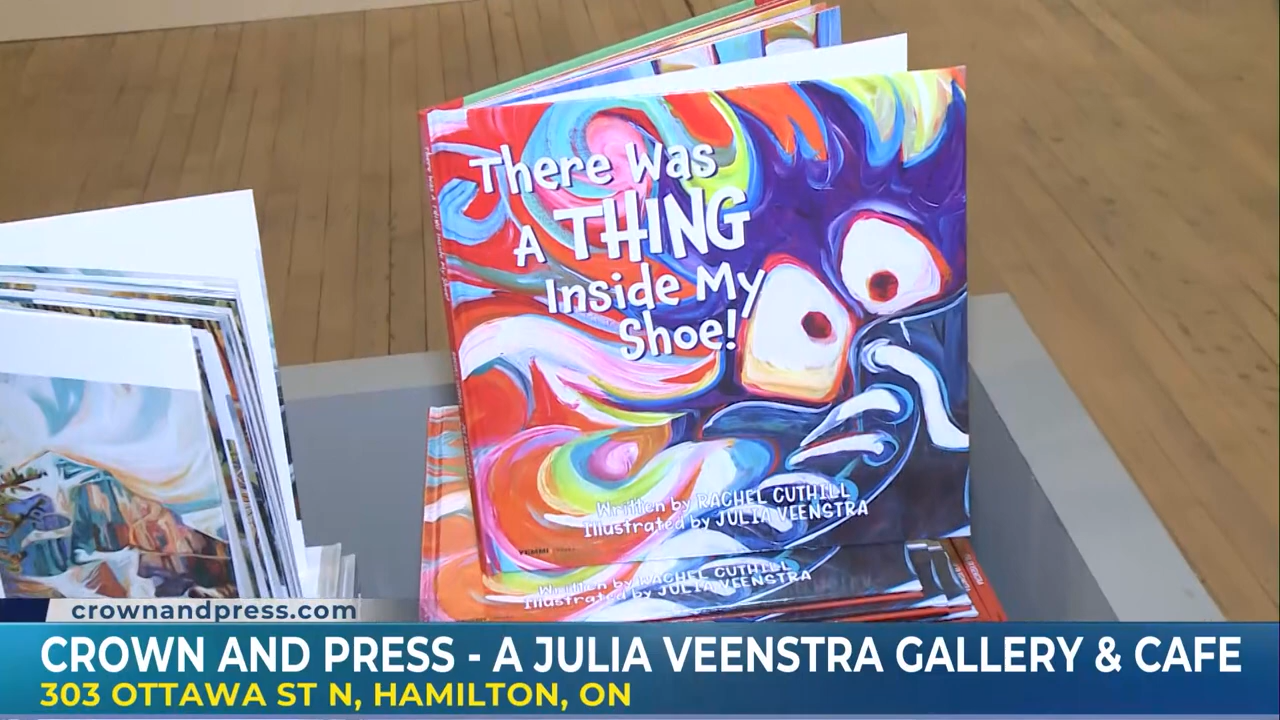 There Was
A THING
Inside My
Shoe!
Written by RACHEL CUTHILL
Illustrated by JULIA VEENSTRA
Written by RACHEL CUTHILL
Illustrated by JULIA VEENSTRA
crownandpress.com
CROWN AND PRESS - A JULIA VEENSTRA GALLERY & CAFE
303 OTTAWA ST N, HAMILTON, ON